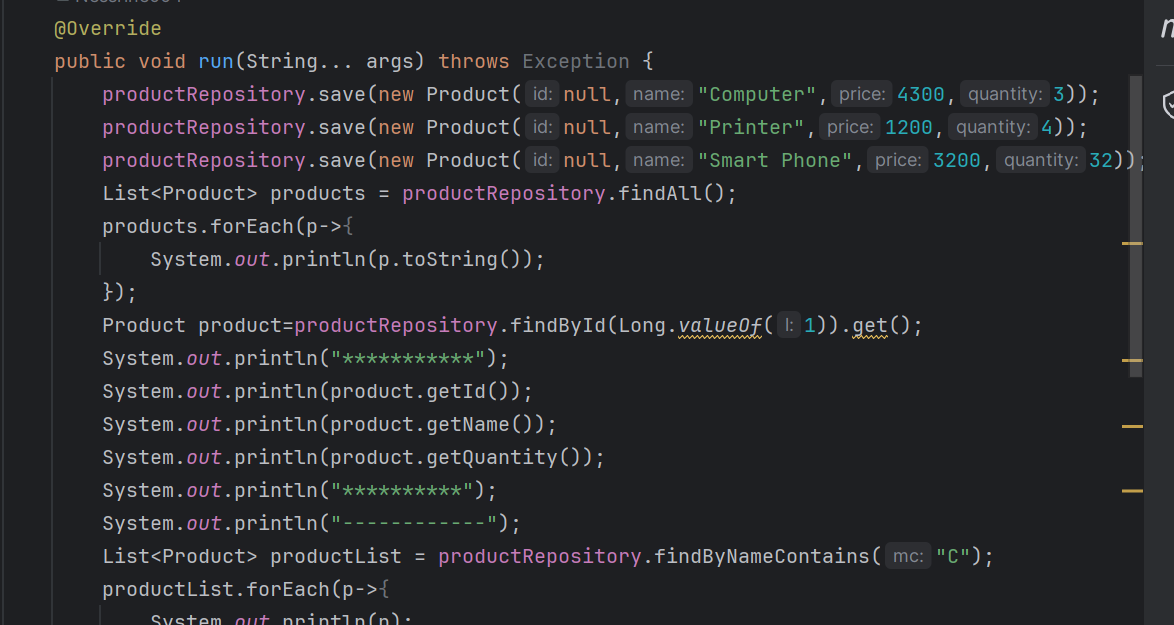 @Override
public void run(String... args) throws Exception {
productRepository.save(new Product( id: null, name: "Computer", price: 4300, quantity: 3));
productRepository.save(new Product( id: null, name: "Printer", price: 1200, quantity: 4));
productRepository.save(new Product( id: null, name: "Smart Phone", price: 3200, quantity: 32));
List<Product> products = productRepository.findAll();
products.forEach(p->{
System.out.println(p.toString());
});
Product product=productRepository.findById(Long.valueOf( l: 1)).get();
System.out.println("***********");
System.out.println(product.getId());
System.out.println(product.getName());
System.out.println(product.getQuantity());
System.out.println("**********");
System.out.println("------------");
List<Product> productList = productRepository.findByNameContains( mc: "C");
productList.forEach(p->{
System.out.println(p);